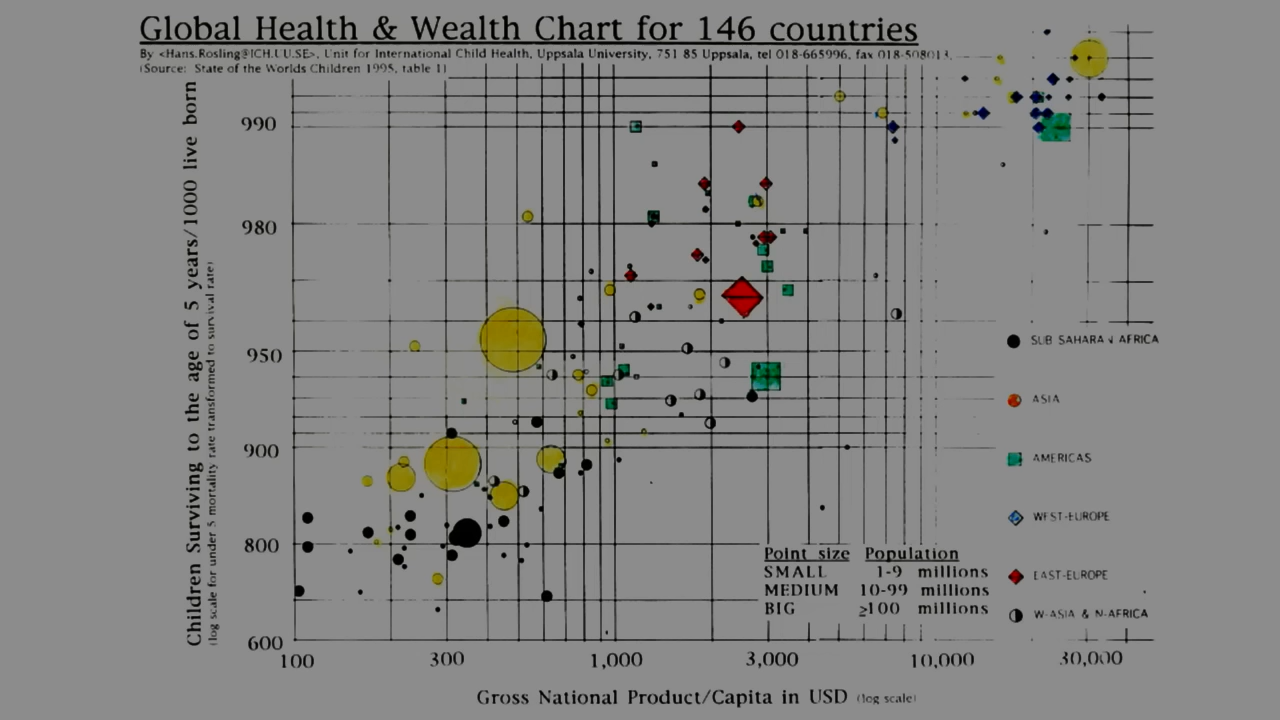 Global Health & Wealth Chart for 146 countries
By <Hans.Rosling@ICH.UU.SE>, Unit for International Child Health, Uppsala University, 751 85 Uppsala, tel 018-665996, fax 018-508013,
(Source: State of the Worlds Children 1995, table 1)
Children Surviving to the age of 5 years/1000 live born
(log scale for under 5 mortality rate transformed to survival rate)
990
980
950
900
800
600
SUB SAHARAN AFRICA
ASIA
AMERICAS
WEST-EUROPE
EAST-EUROPE
W-ASIA & N-AFRICA
Point size Population
SMALL 1-9 millions
MEDIUM 10-99 millions
BIG ≥100 millions
100 300 1,000 3,000 10,000 30,000
Gross National Product/Capita in USD (log scale)